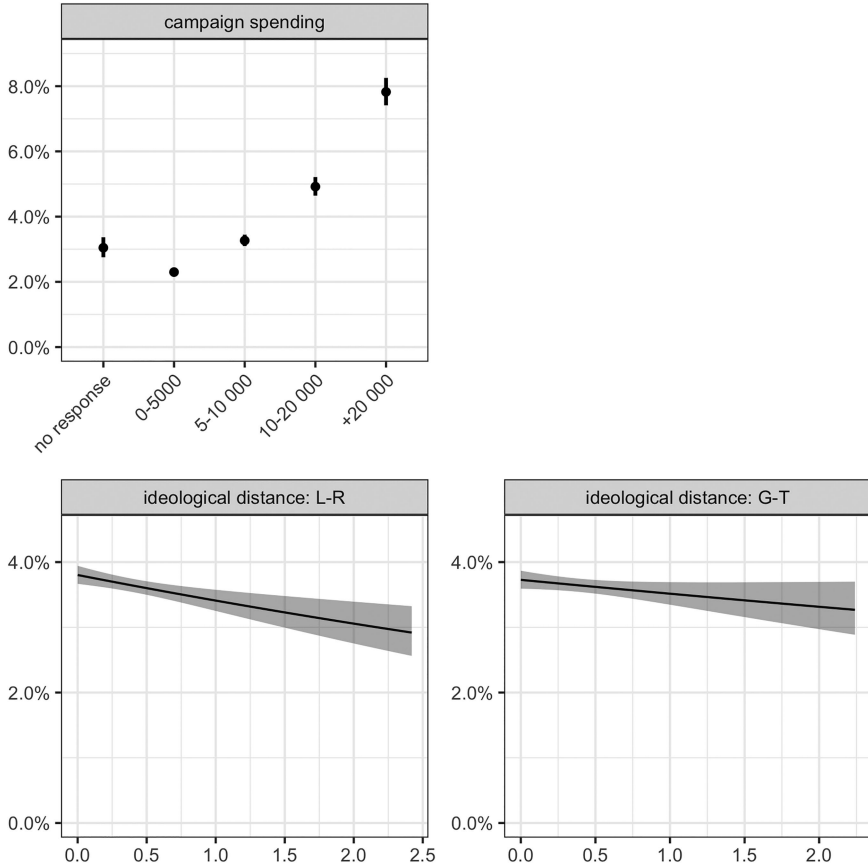 campaign spending
8.0%
6.0%
4.0%
2.0%
0.0%
no response
0-5000
5-10 000
10-20 000
+20 000
ideological distance: L-R
4.0%
2.0%
0.0%
0.0 0.5 1.0 1.5 2.0 2.5
ideological distance: G-T
4.0%
2.0%
0.0%
0.0 0.5 1.0 1.5 2.0